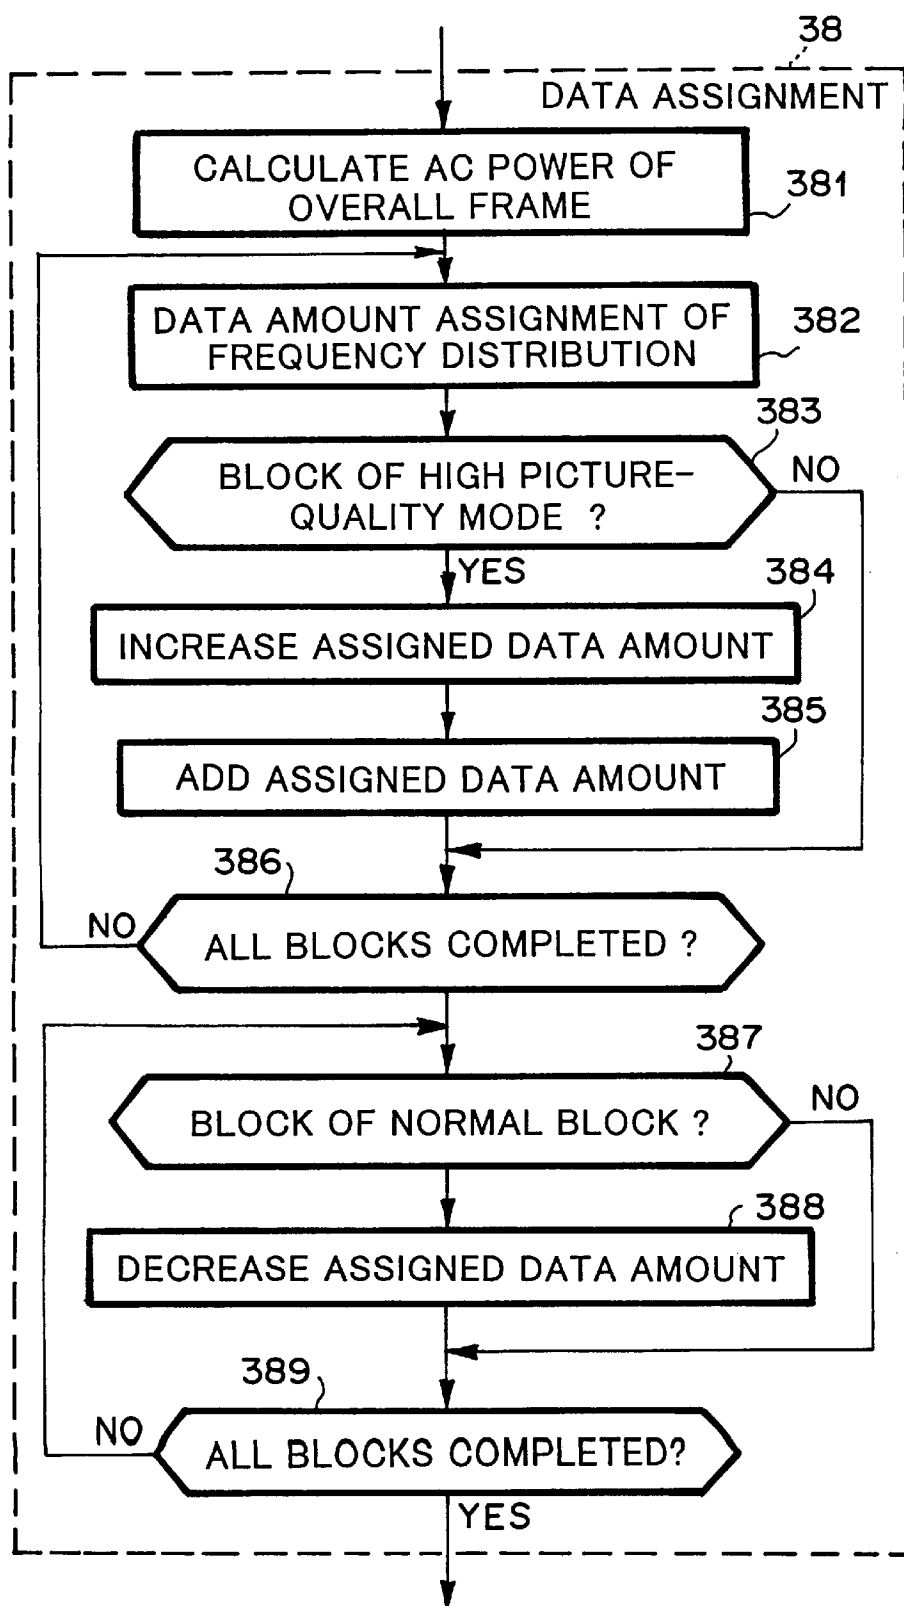 38
DATA ASSIGNMENT
CALCULATE AC POWER OF
OVERALL FRAME
381
DATA AMOUNT ASSIGNMENT OF
FREQUENCY DISTRIBUTION
382
383
BLOCK OF HIGH PICTURE-
QUALITY MODE ?
NO
YES
384
INCREASE ASSIGNED DATA AMOUNT
385
ADD ASSIGNED DATA AMOUNT
386
NO
ALL BLOCKS COMPLETED ?
387
BLOCK OF NORMAL BLOCK ?
NO
388
DECREASE ASSIGNED DATA AMOUNT
389
NO
ALL BLOCKS COMPLETED?
YES